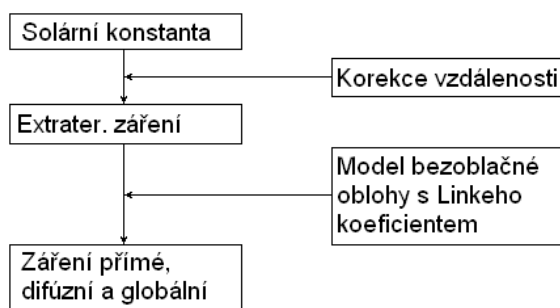 Solární konstanta
Korekce vzdálenosti
Extrater. záření
Model bezoblačné
oblohy s Linkeho
koeficientem
Záření přímé,
difúzní a globální